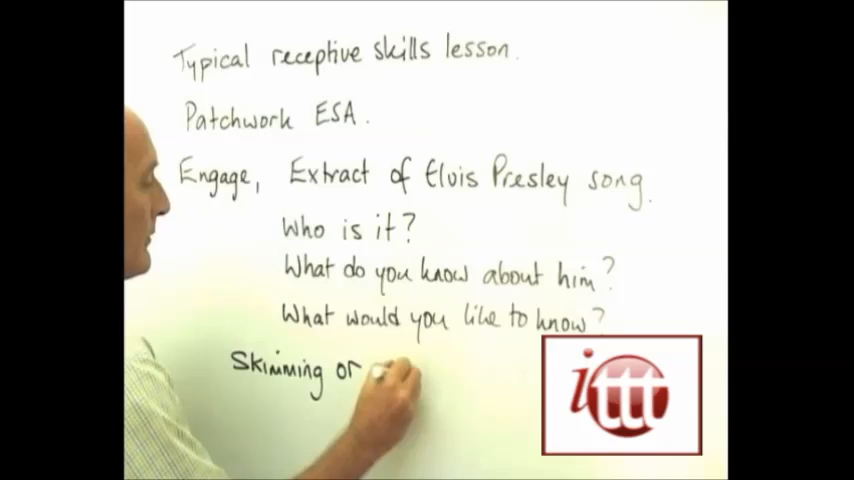 Typical receptive skills lesson.
Patchwork ESA.
Engage, Extract of Elvis Presley song.
Who is it?
What do you know about him?
What would you like to know?
Skimming or
ittt